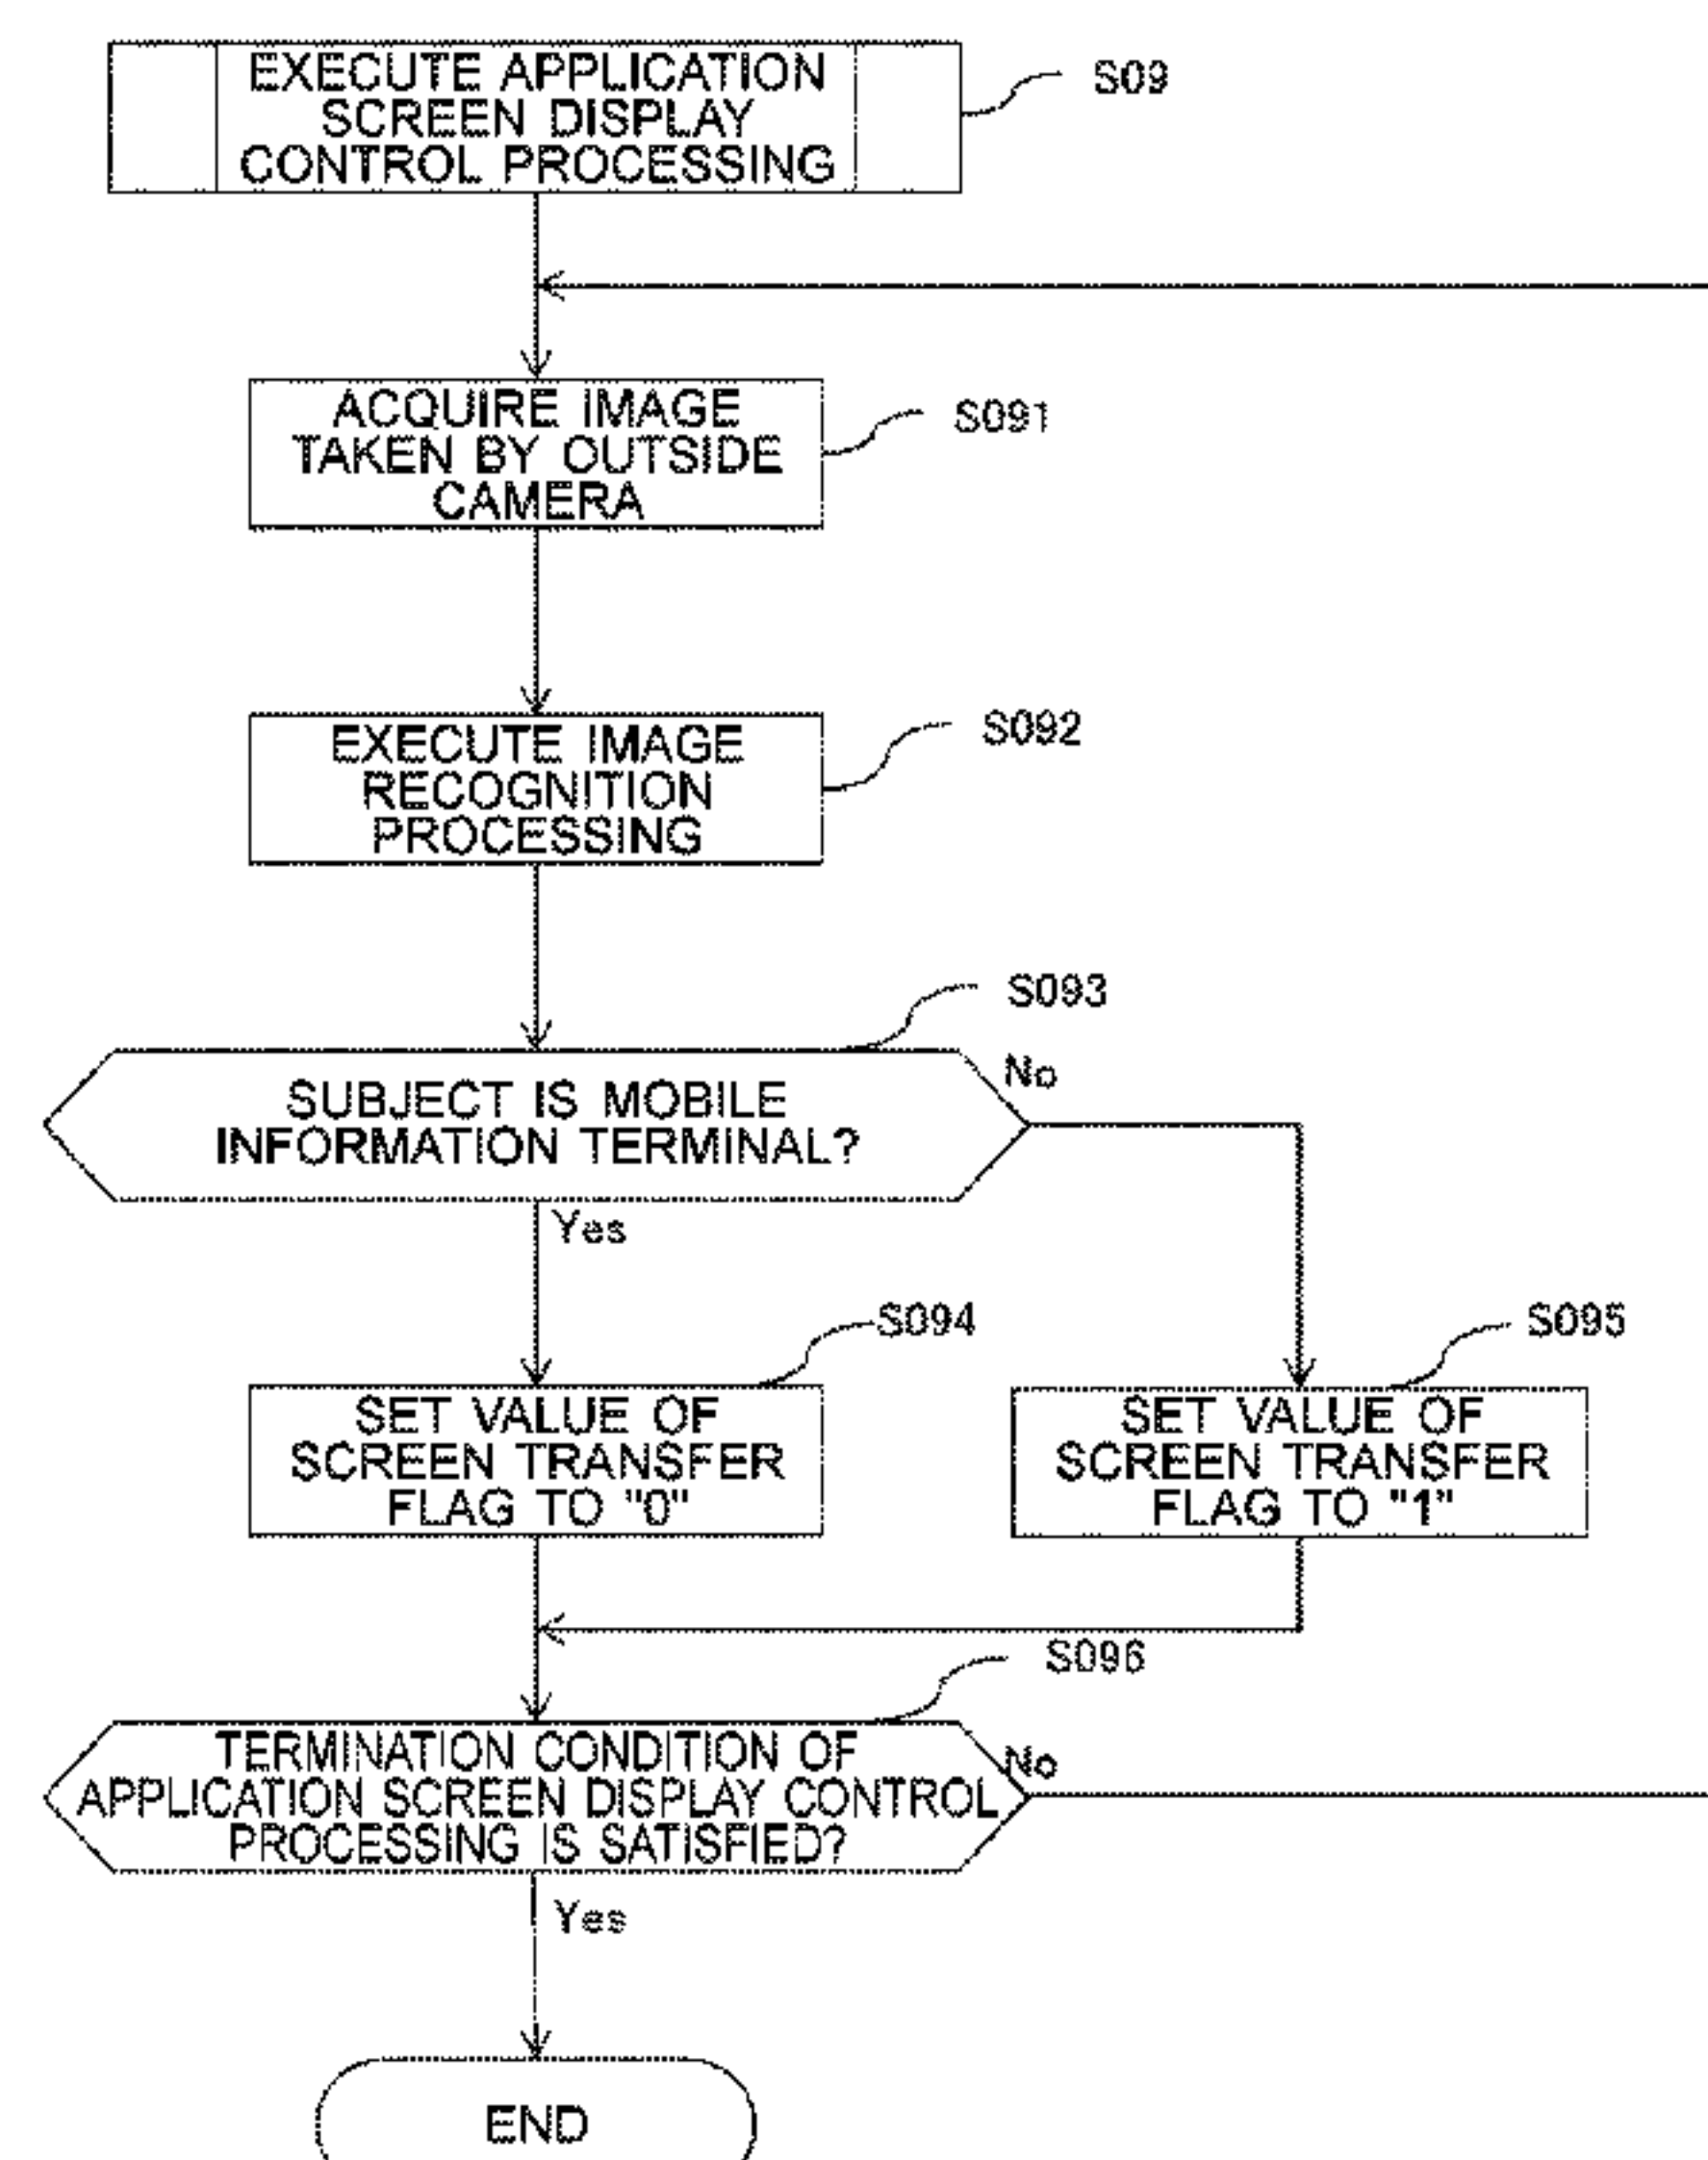 EXECUTE APPLICATION
SCREEN DISPLAY
CONTROL PROCESSING
S09
ACQUIRE IMAGE
TAKEN BY OUTSIDE
CAMERA
S091
EXECUTE IMAGE
RECOGNITION
PROCESSING
S092
S093
SUBJECT IS MOBILE
INFORMATION TERMINAL?
No
Yes
S094
SET VALUE OF
SCREEN TRANSFER
FLAG TO "0"
S095
SET VALUE OF
SCREEN TRANSFER
FLAG TO "1"
S096
TERMINATION CONDITION OF
APPLICATION SCREEN DISPLAY CONTROL
PROCESSING IS SATISFIED?
No
Yes
END